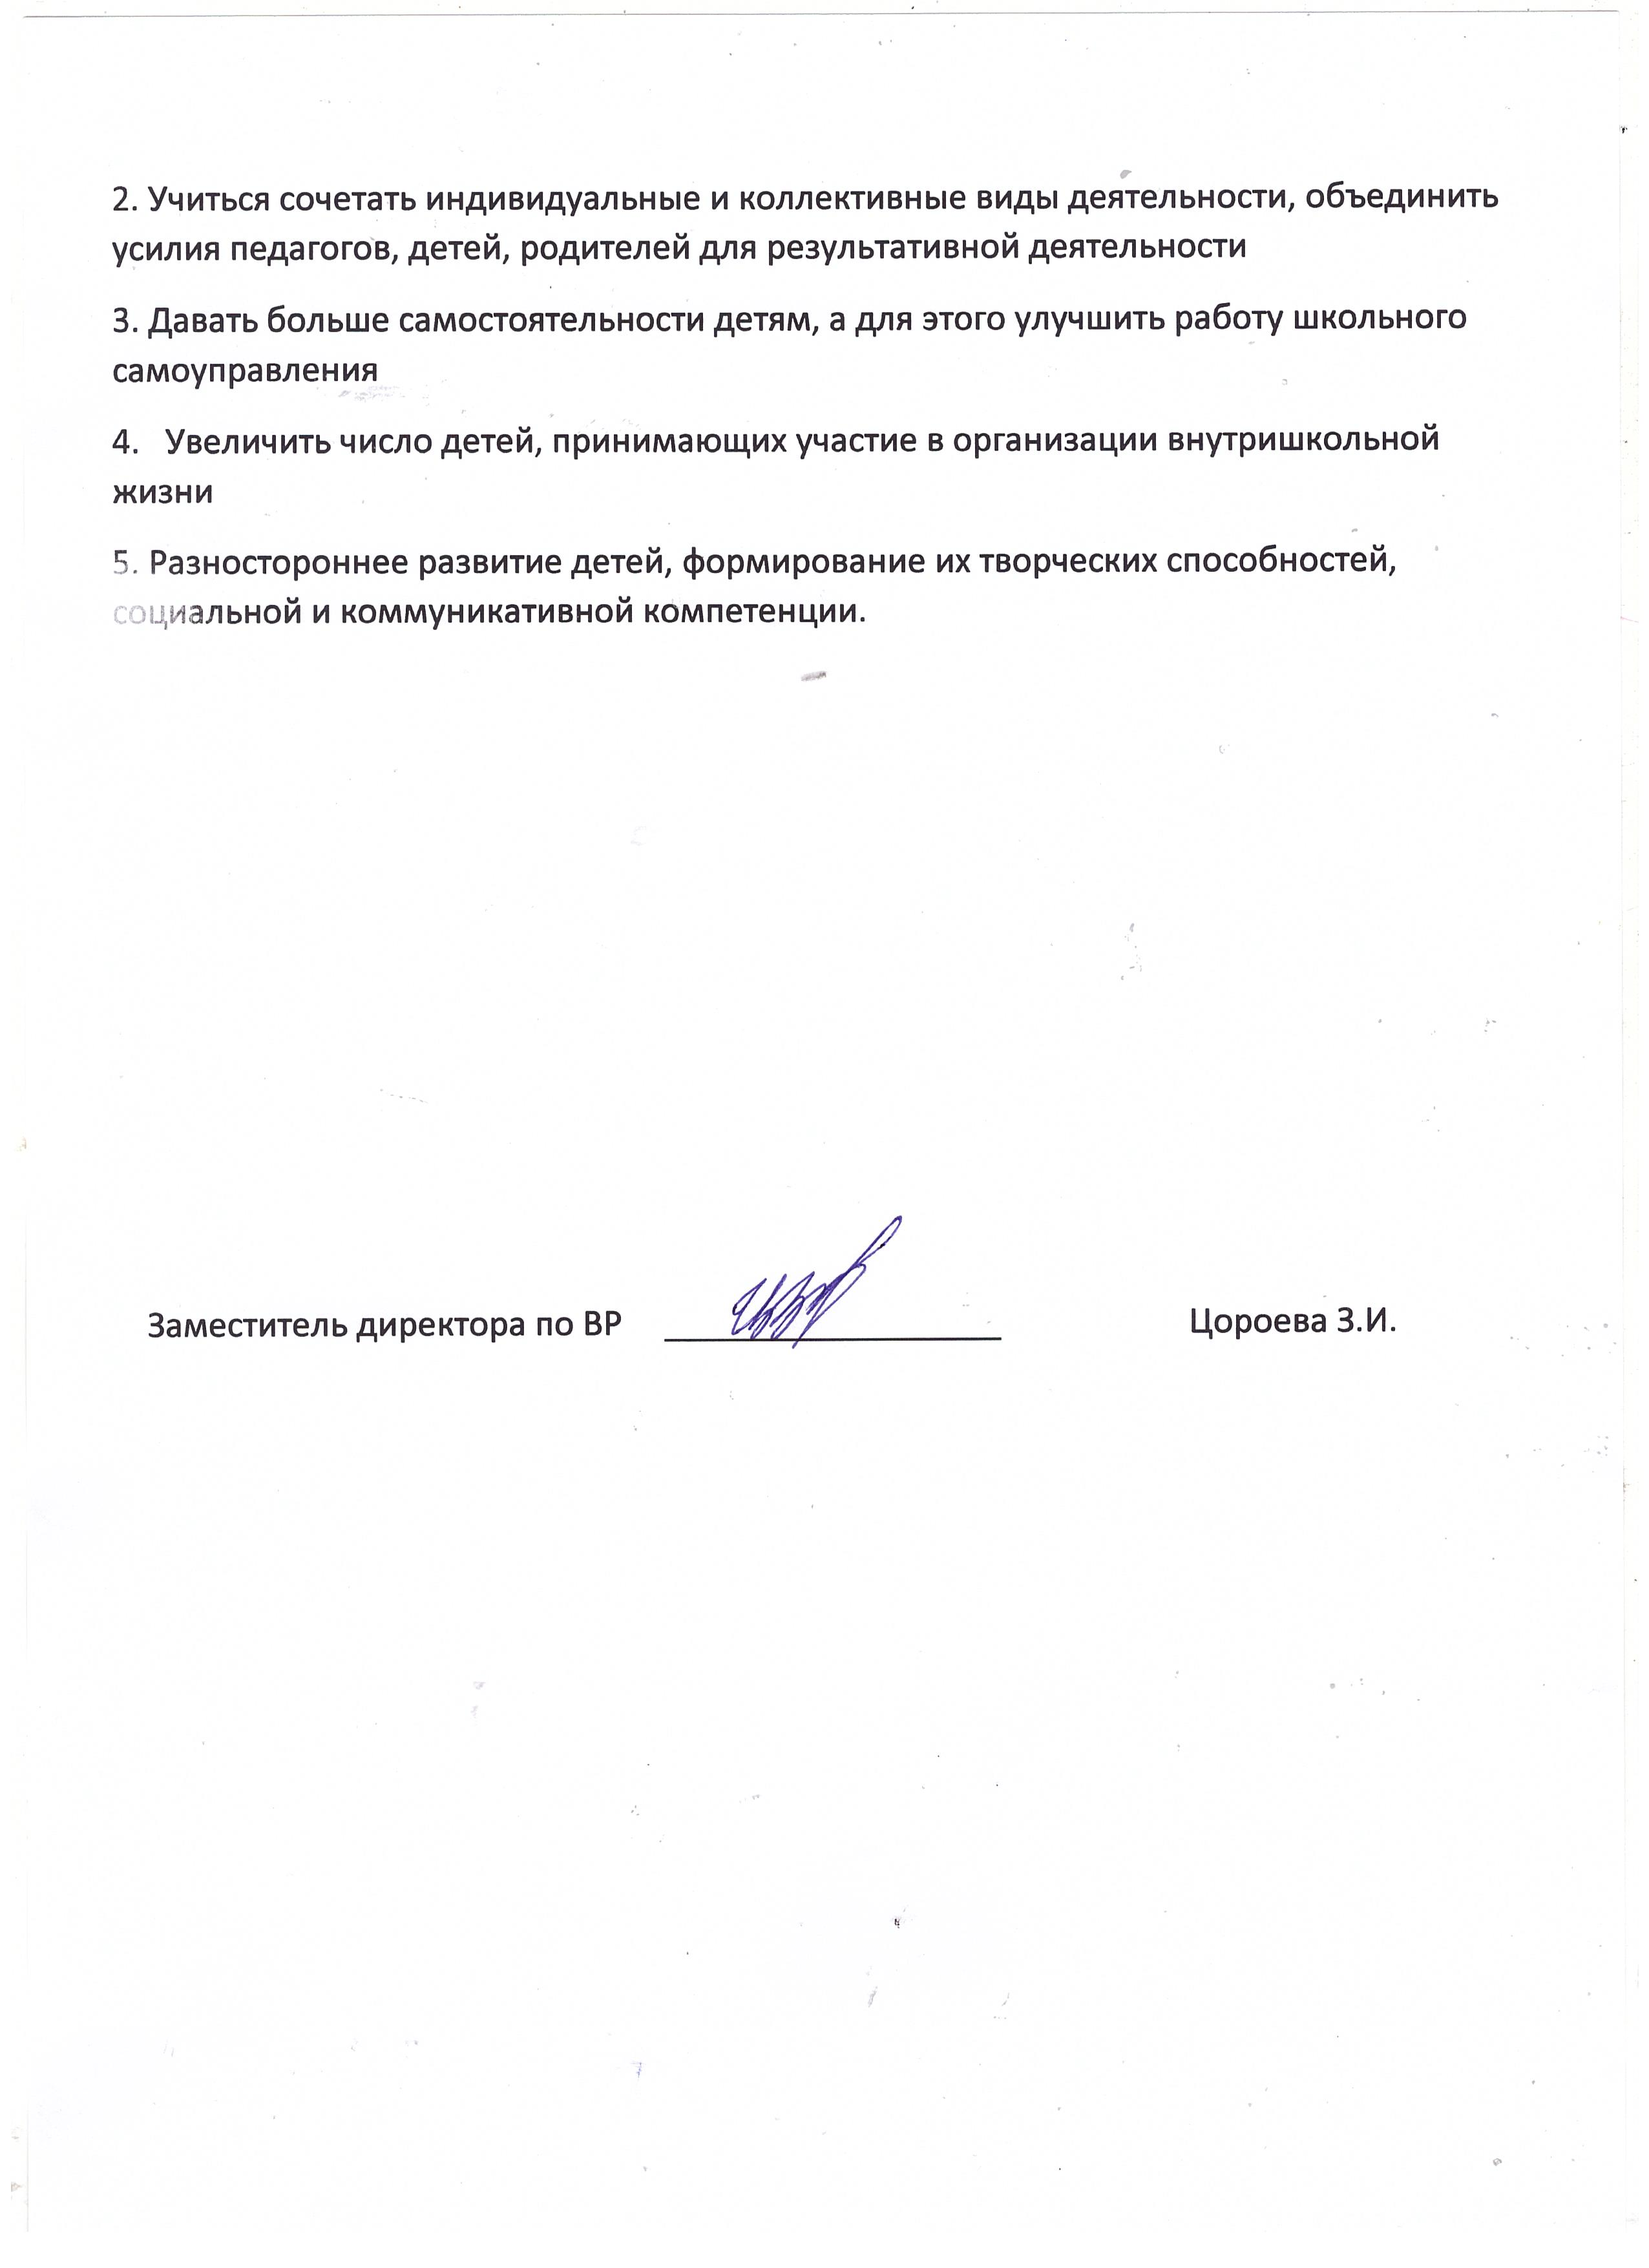 2. Учиться сочетать индивидуальные и коллективные виды деятельности, объединить
усилия педагогов, детей, родителей для результативной деятельности
3. Давать больше самостоятельности детям, а для этого улучшить работу школьного
самоуправления
4. Увеличить число детей, принимающих участие в организации внутришкольной
жизни
5. Разностороннее развитие детей, формирование их творческих способностей,
социальной и коммуникативной компетенции.
Заместитель директора по ВР Цороева З.И.